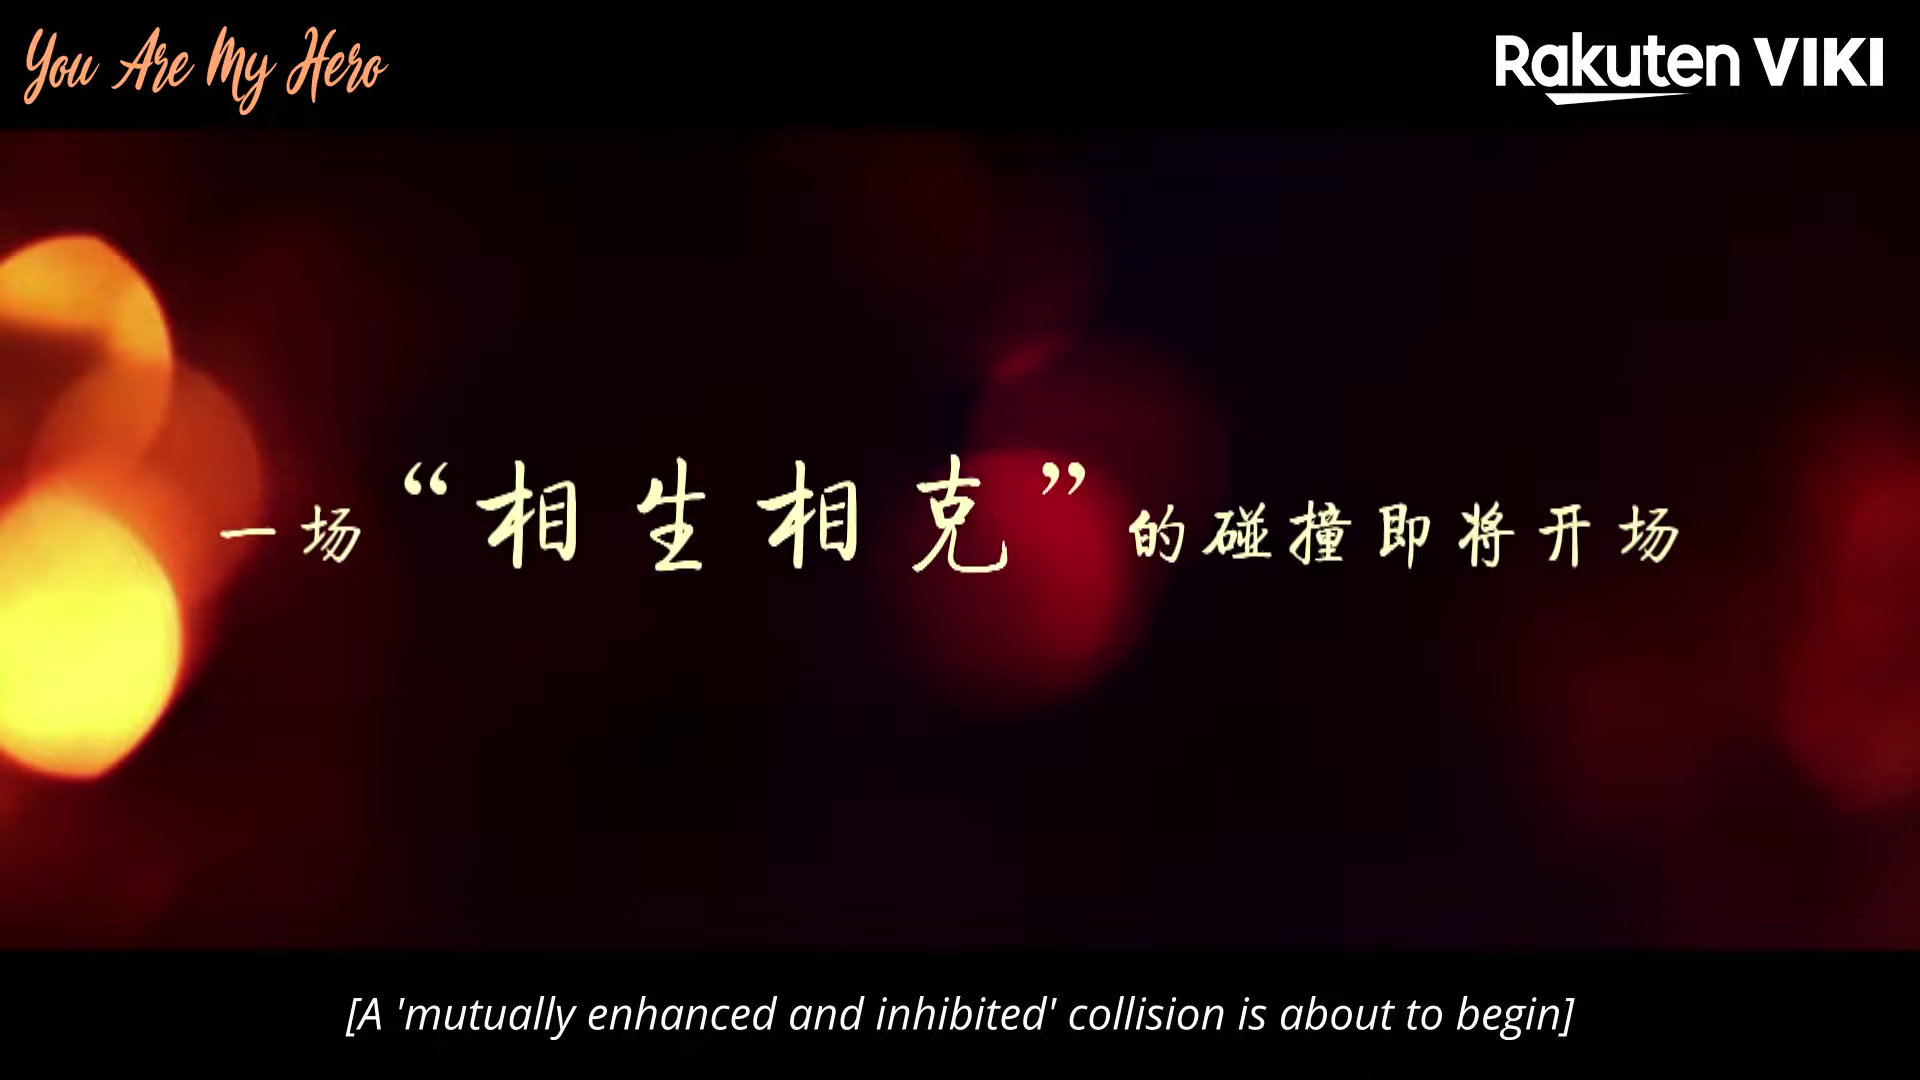 You Are My Hero
Rakuten VIKI
一场“相生相克”的碰撞即将开场
[A 'mutually enhanced and inhibited' collision is about to begin]